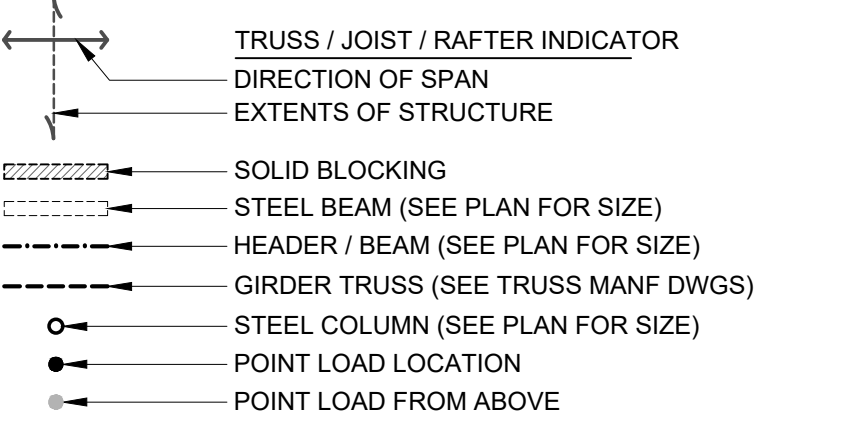 TRUSS / JOIST / RAFTER INDICATOR
DIRECTION OF SPAN
EXTENTS OF STRUCTURE
SOLID BLOCKING
STEEL BEAM (SEE PLAN FOR SIZE)
HEADER / BEAM (SEE PLAN FOR SIZE)
GIRDER TRUSS (SEE TRUSS MANF DWGS)
STEEL COLUMN (SEE PLAN FOR SIZE)
POINT LOAD LOCATION
POINT LOAD FROM ABOVE